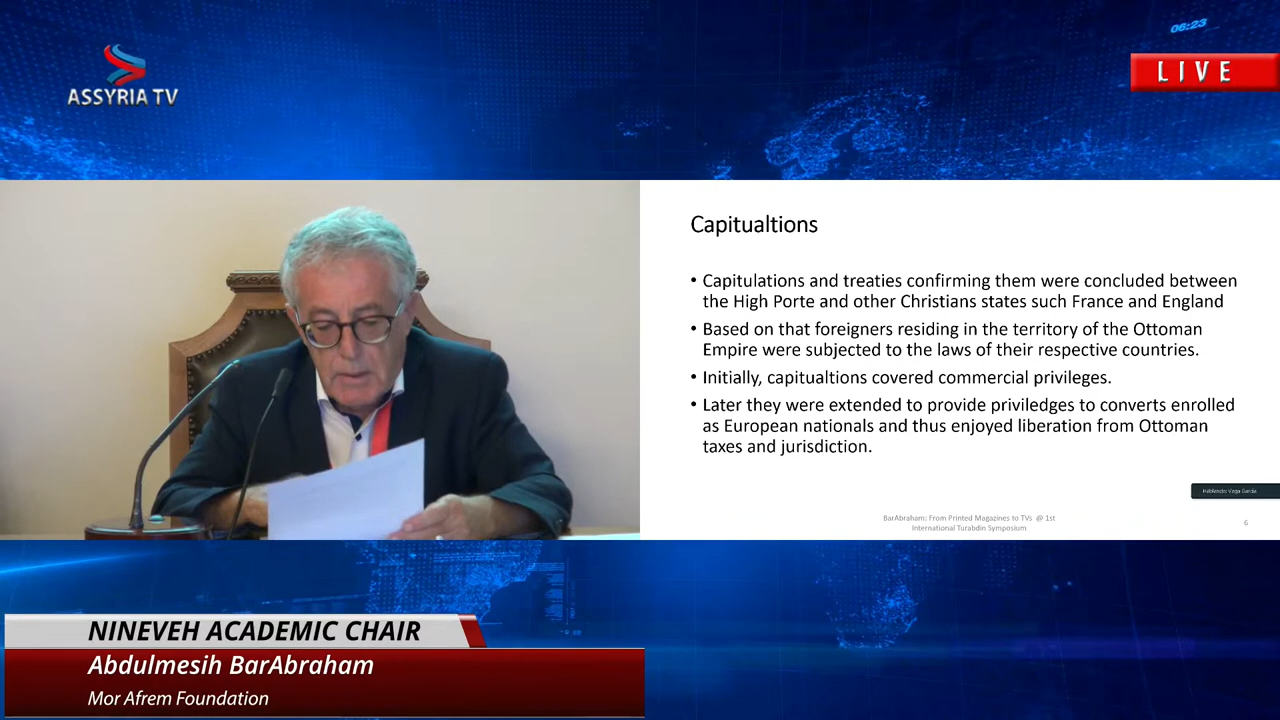 06:23
LIVE
ASSYRIA TV
Capitualtions
• Capitulations and treaties confirming them were concluded between
the High Porte and other Christians states such France and England
• Based on that foreigners residing in the territory of the Ottoman
Empire were subjected to the laws of their respective countries.
• Initially, capitualtions covered commercial privileges.
• Later they were extended to provide priviledges to converts enrolled
as European nationals and thus enjoyed liberation from Ottoman
taxes and jurisdiction.
Hablando: Vega Garcia
BarAbraham; From Printed Magazines to TVs @ 1st
International Turabdin Symposium
6
NINEVEH ACADEMIC CHAIR
Abdulmesih BarAbraham
Mor Afrem Foundation